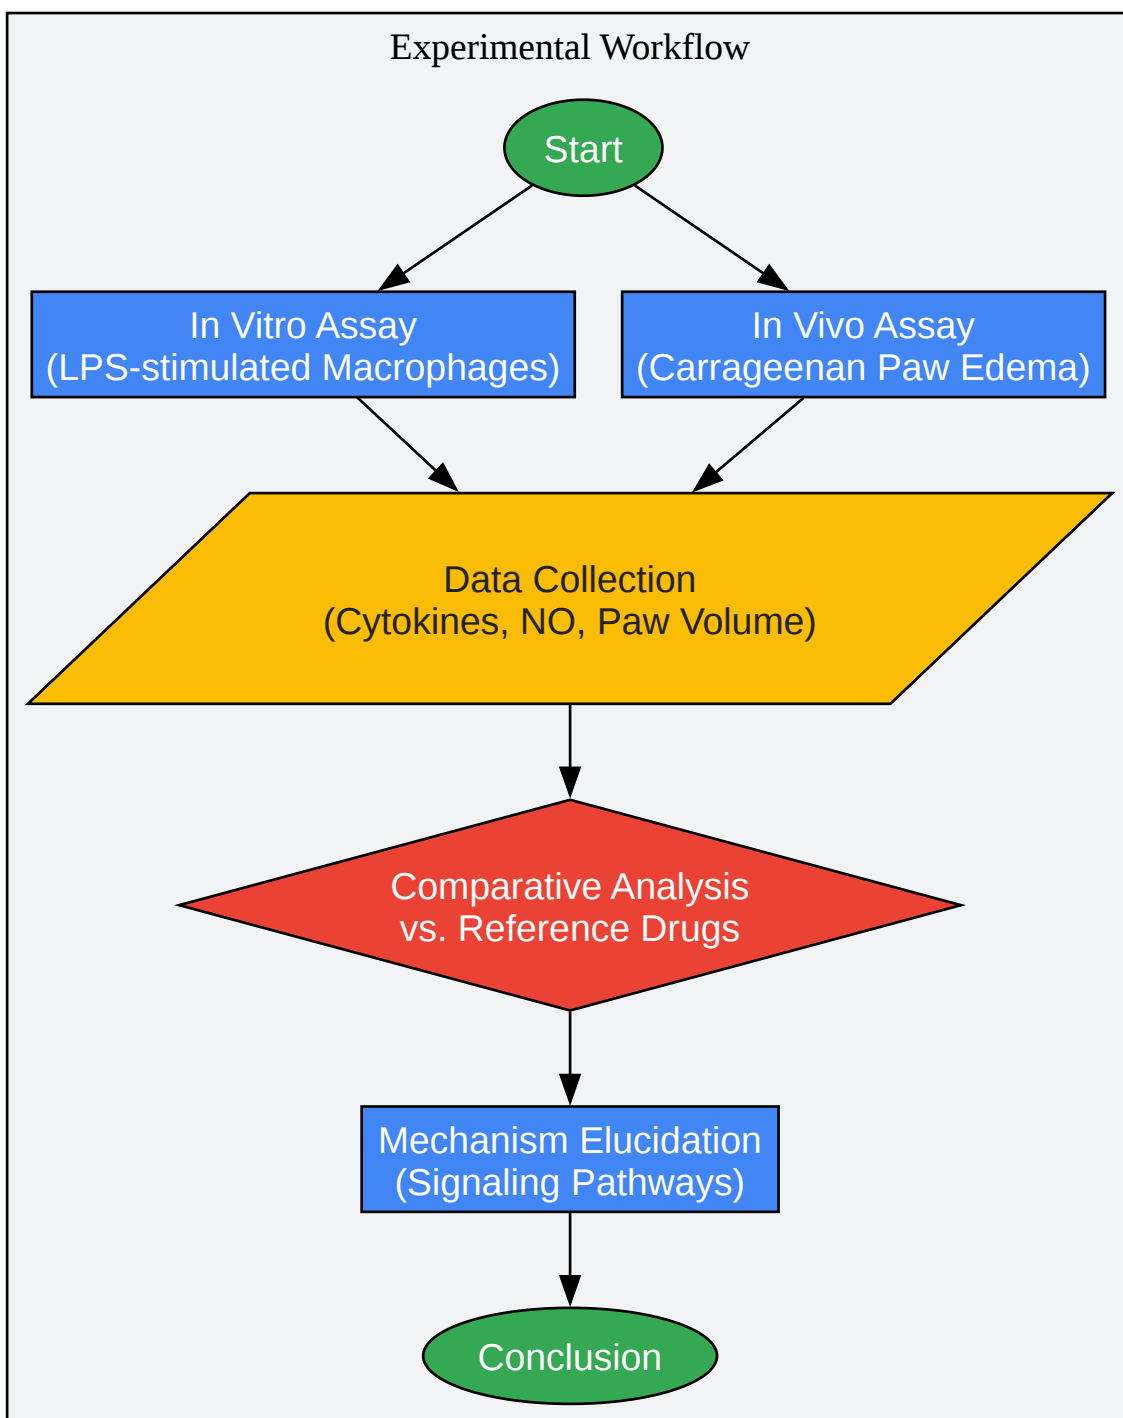 Experimental Workflow
Start
In Vitro Assay
(LPS-stimulated Macrophages)
In Vivo Assay
(Carrageenan Paw Edema)
Data Collection
(Cytokines, NO, Paw Volume)
Comparative Analysis
vs. Reference Drugs
Mechanism Elucidation
(Signaling Pathways)
Conclusion